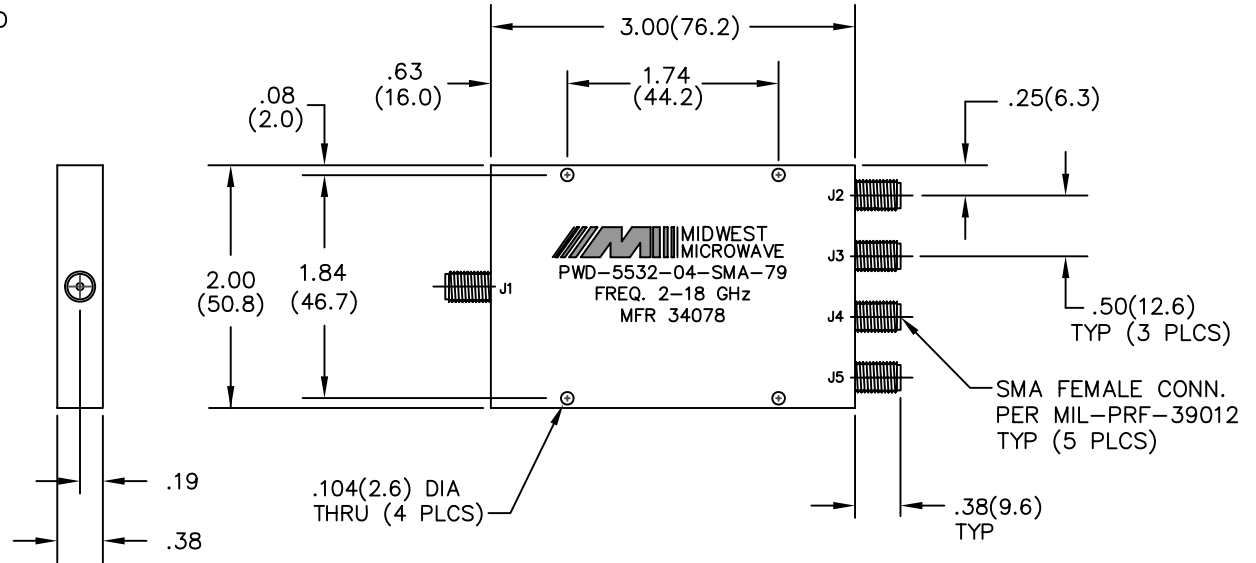 3.00(76.2)
.63
(16.0)
1.74
(44.2)
.08
(2.0)
.25(6.3)
J2
MIDWEST
MICROWAVE
J3
PWD-5532-04-SMA-79
2.00
(50.8)
1.84
(46.7)
J1
FREQ. 2-18 GHz
MFR 34078
J4
.50(12.6)
TYP (3 PLCS)
J5
SMA FEMALE CONN.
PER MIL-PRF-39012
TYP (5 PLCS)
.19
.104(2.6) DIA
THRU (4 PLCS)
.38(9.6)
TYP
.38